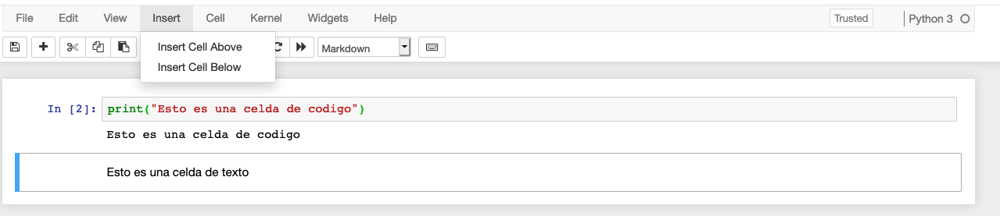 File Edit View Insert Cell Kernel Widgets Help Trusted Python 3
Markdown
Insert Cell Above
Insert Cell Below
In [2]: print("Esto es una celda de codigo")
Esto es una celda de codigo
Esto es una celda de texto